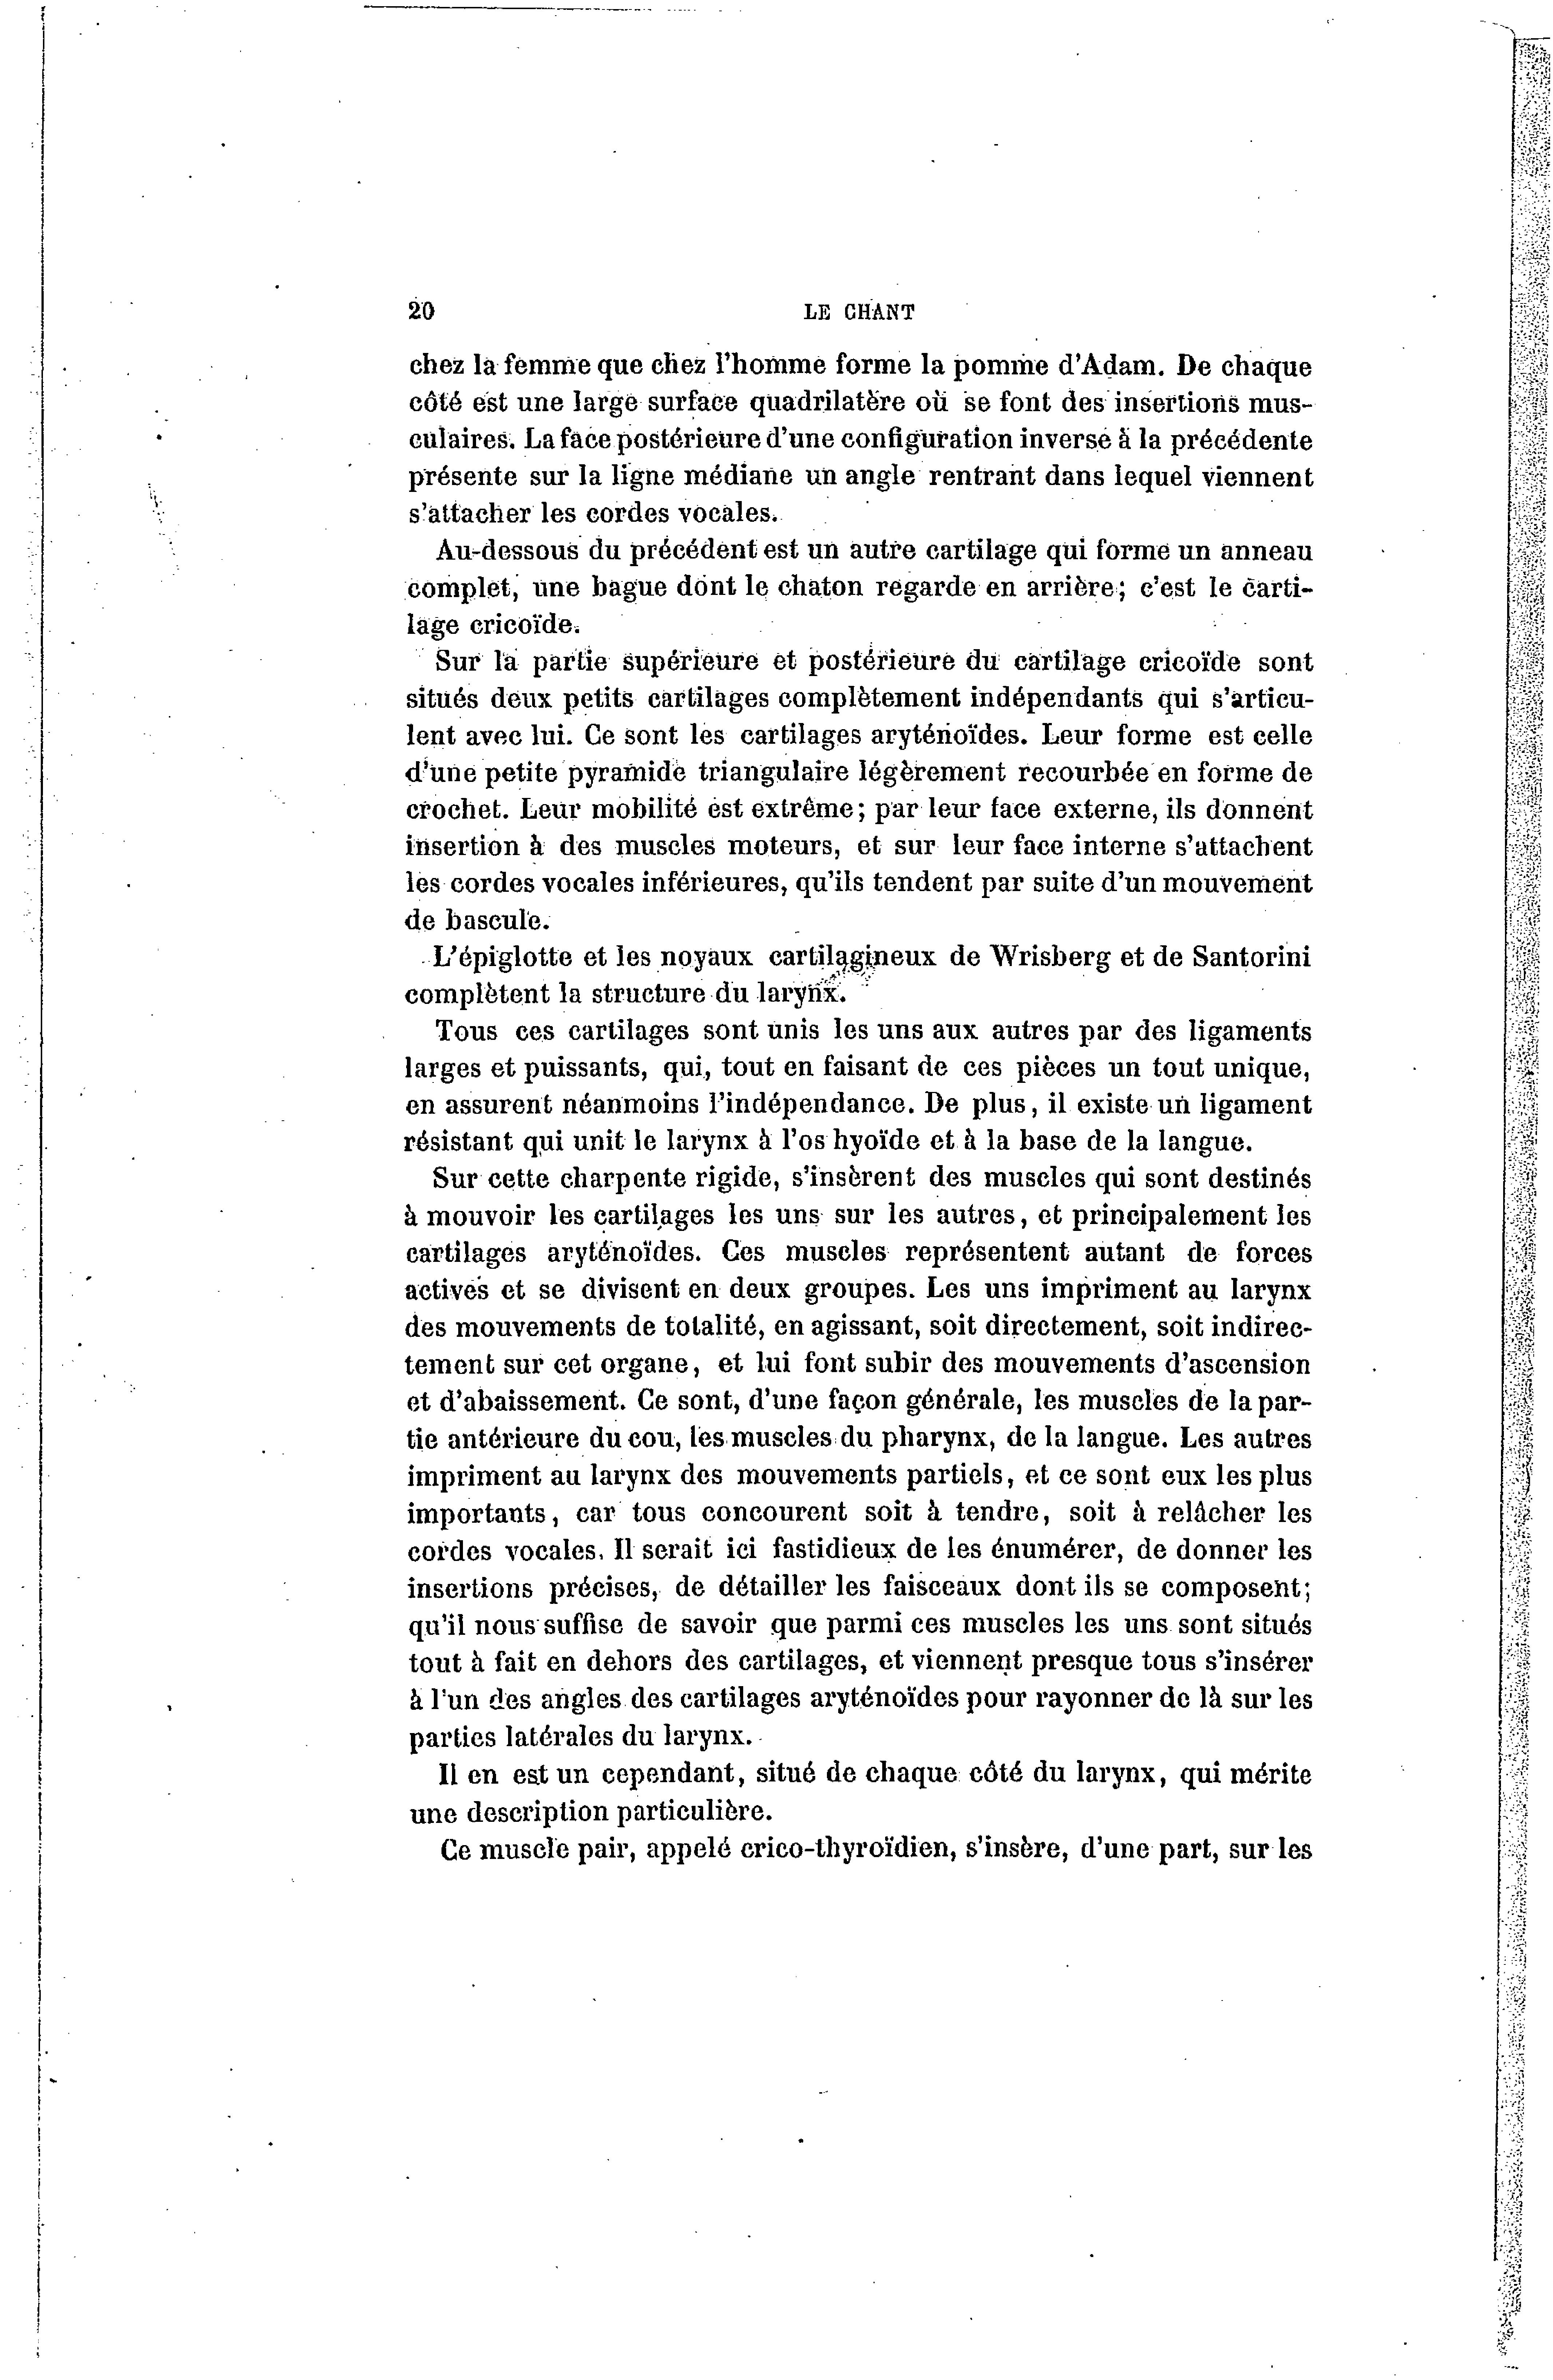 20 LE CHANT
chez la femme que chez l'homme forme la pomme d'Adam. De chaque
côté est une large surface quadrilatère où se font des insertions mus-
culaires. La face postérieure d'une configuration inverse à la précédente
présente sur la ligne médiane un angle rentrant dans lequel viennent
s'attacher les cordes vocales.
Au-dessous du précédent est un autre cartilage qui forme un anneau
complet, une bague dont le chaton regarde en arrière; c'est le carti-
lage cricoïde.
Sur la partie supérieure et postérieure du cartilage cricoïde sont
situés deux petits cartilages complètement indépendants qui s'articu-
lent avec lui. Ce sont les cartilages aryténoïdes. Leur forme est celle
d'une petite pyramide triangulaire légèrement recourbée en forme de
crochet. Leur mobilité est extrême; par leur face externe, ils donnent
insertion à des muscles moteurs, et sur leur face interne s'attachent
les cordes vocales inférieures, qu'ils tendent par suite d'un mouvement
de bascule.
L'épiglotte et les noyaux cartilagineux de Wrisberg et de Santorini
complètent la structure du larynx.
Tous ces cartilages sont unis les uns aux autres par des ligaments
larges et puissants, qui, tout en faisant de ces pièces un tout unique,
en assurent néanmoins l'indépendance. De plus, il existe un ligament
résistant qui unit le larynx à l'os hyoïde et à la base de la langue.
Sur cette charpente rigide, s'insèrent des muscles qui sont destinés
à mouvoir les cartilages les uns sur les autres, et principalement les
cartilages aryténoïdes. Ces muscles représentent autant de forces
actives et se divisent en deux groupes. Les uns impriment au larynx
des mouvements de totalité, en agissant, soit directement, soit indirec-
tement sur cet organe, et lui font subir des mouvements d'ascension
et d'abaissement. Ce sont, d'une façon générale, les muscles de la par-
tie antérieure du cou, les muscles du pharynx, de la langue. Les autres
impriment au larynx des mouvements partiels, et ce sont eux les plus
importants, car tous concourent soit à tendre, soit à relâcher les
cordes vocales. Il serait ici fastidieux de les énumérer, de donner les
insertions précises, de détailler les faisceaux dont ils se composent;
qu'il nous suffise de savoir que parmi ces muscles les uns sont situés
tout à fait en dehors des cartilages, et viennent presque tous s'insérer
à l'un des angles des cartilages aryténoïdes pour rayonner de là sur les
parties latérales du larynx.
Il en est un cependant, situé de chaque côté du larynx, qui mérite
une description particulière.
Ce muscle pair, appelé crico-thyroïdien, s'insère, d'une part, sur les